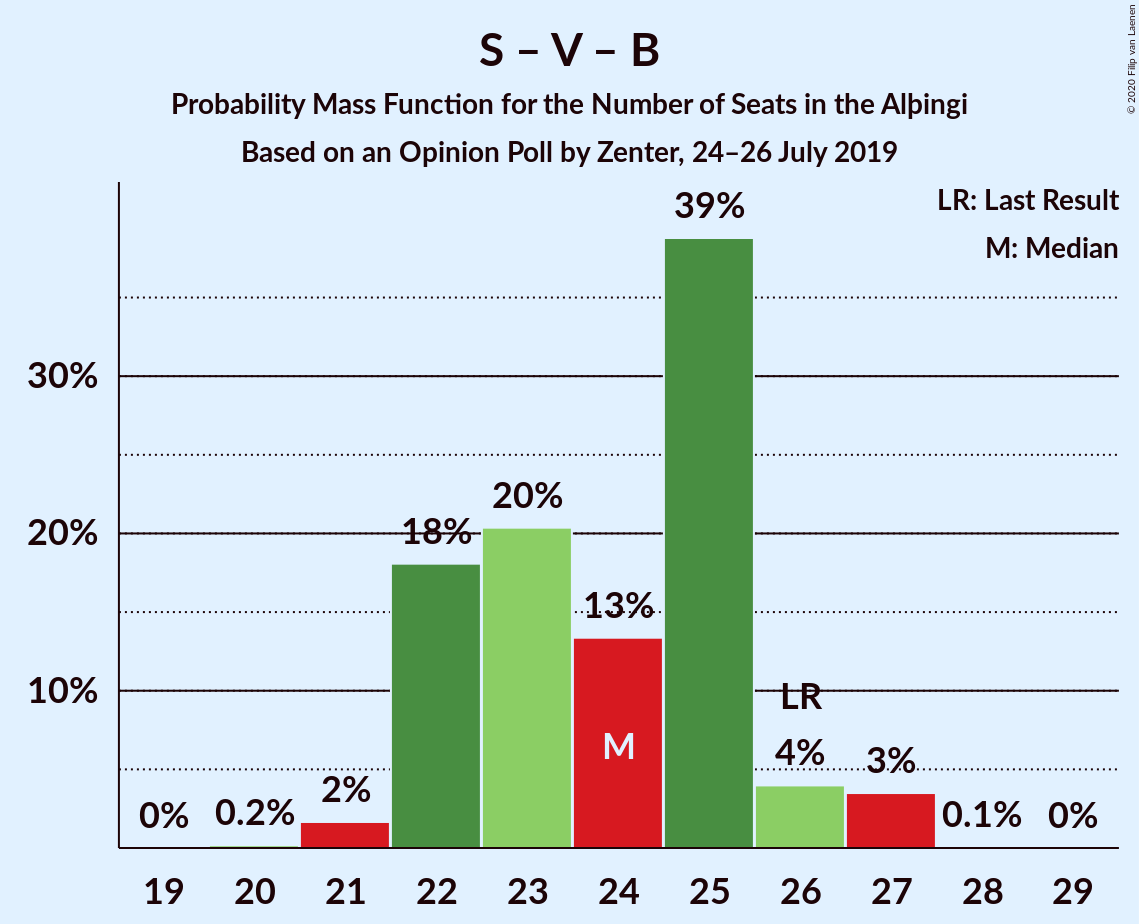 S – V – B
Probability Mass Function for the Number of Seats in the Alþingi
Based on an Opinion Poll by Zenter, 24–26 July 2019
© 2020 Filip van Laenen
LR: Last Result
M: Median
39%
30%
20%
18%
20%
13%
10%
LR
M
4%
3%
2%
0%
0.2%
0.1%
0%
19 20 21 22 23 24 25 26 27 28 29